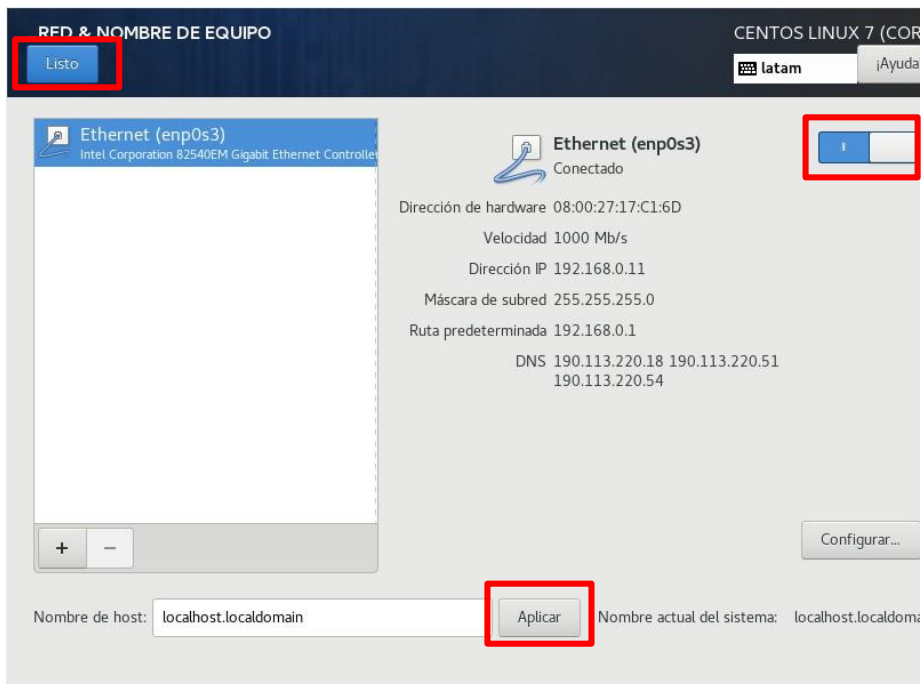 RED & NOMBRE DE EQUIPO
CENTOS LINUX 7 (COR
Listo
latam
¡Ayuda
Ethernet (enp0s3)
Intel Corporation 82540EM Gigabit Ethernet Controller
Ethernet (enp0s3)
Conectado
Dirección de hardware 08:00:27:17:C1:6D
Velocidad 1000 Mb/s
Dirección IP 192.168.0.11
Máscara de subred 255.255.255.0
Ruta predeterminada 192.168.0.1
DNS 190.113.220.18 190.113.220.51
190.113.220.54
+ −
Configurar...
Nombre de host: localhost.localdomain Aplicar Nombre actual del sistema: localhost.localdoma